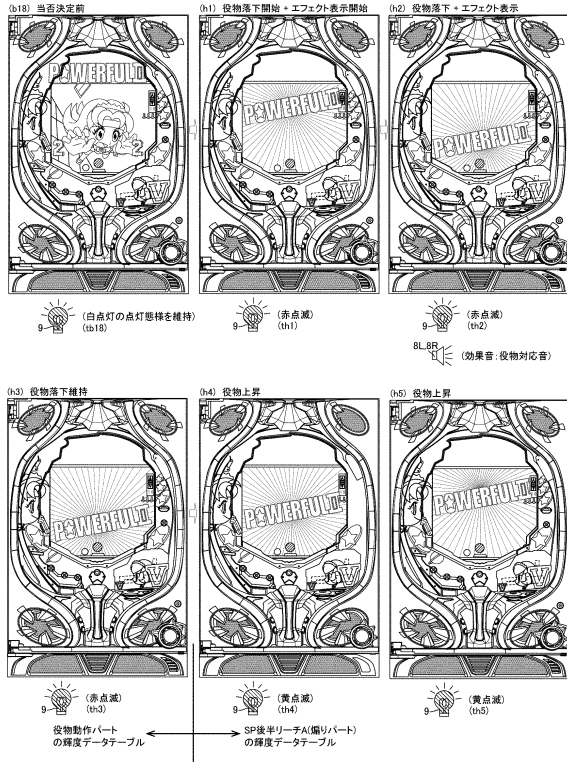 (b18) 当否決定前
(h1) 役物落下開始 + エフェクト表示開始
(h2) 役物落下 + エフェクト表示
POWERFULⅡ
2 2
V
POWERFULⅡ
V
POWERFULⅡ
V
9
(白点灯の点灯態様を維持)
(tb18)
9
(赤点滅)
(th1)
9
(赤点滅)
(th2)
8L,8R
(効果音:役物対応音)
(h3) 役物落下維持
(h4) 役物上昇
(h5) 役物上昇
POWERFULⅡ
V
POWERFULⅡ
V
POWERFULⅡ
V
9
(赤点滅)
(th3)
9
(黄点滅)
(th4)
9
(黄点滅)
(th5)
役物動作パート
の輝度データテーブル
SP後半リーチA(煽りパート)
の輝度データテーブル